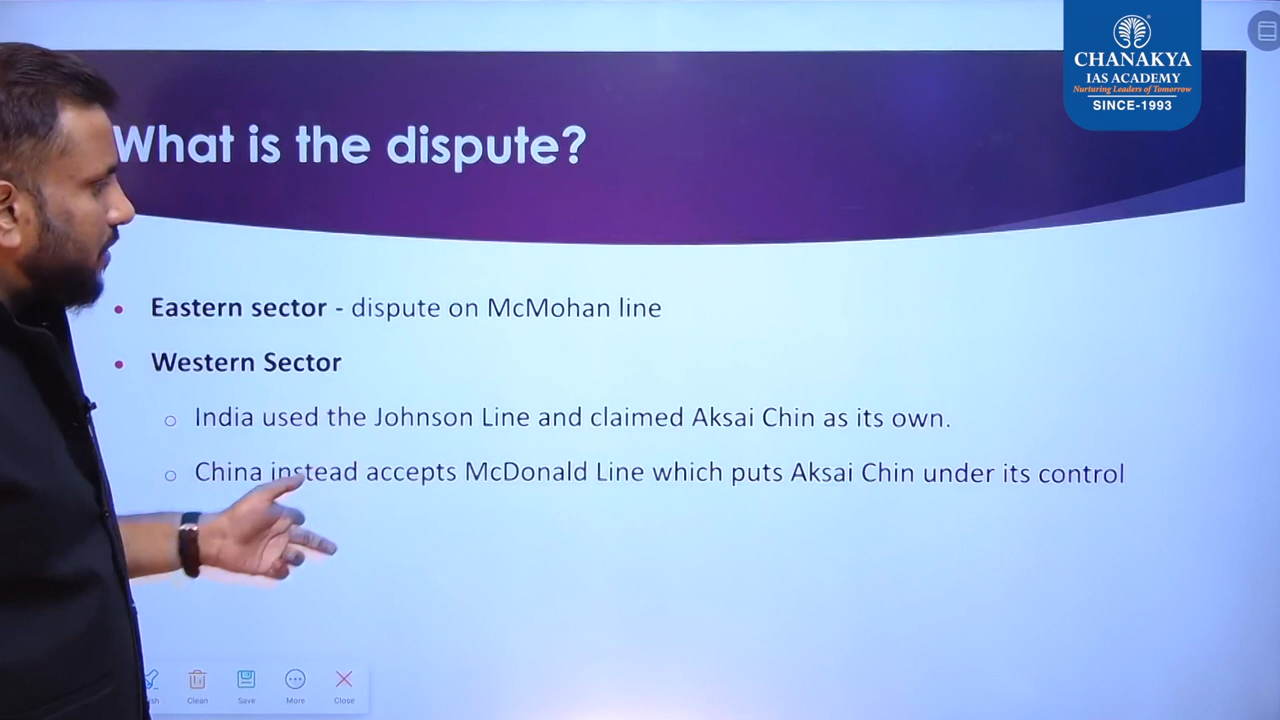 CHANAKYA
IAS ACADEMY
Nurturing Leaders of Tomorrow
SINCE-1993
What is the dispute?
• Eastern sector - dispute on McMohan line
• Western Sector
o India used the Johnson Line and claimed Aksai Chin as its own.
o China instead accepts McDonald Line which puts Aksai Chin under its control
Clean Save More Close